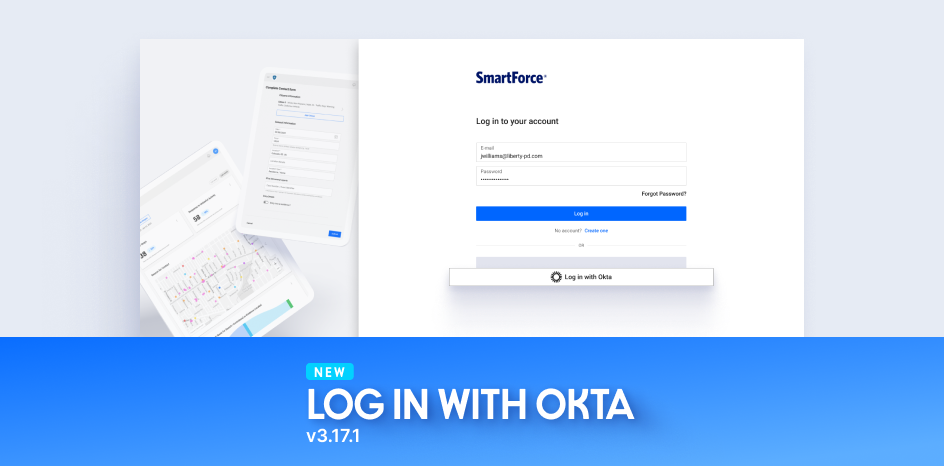 SmartForce®
Log in to your account
E-mail
jwilliams@liberty-pd.com
Password
Forgot Password?
Log in
No account? Create one
OR
Log in with Okta
NEW
LOG IN WITH OKTA
v3.17.1